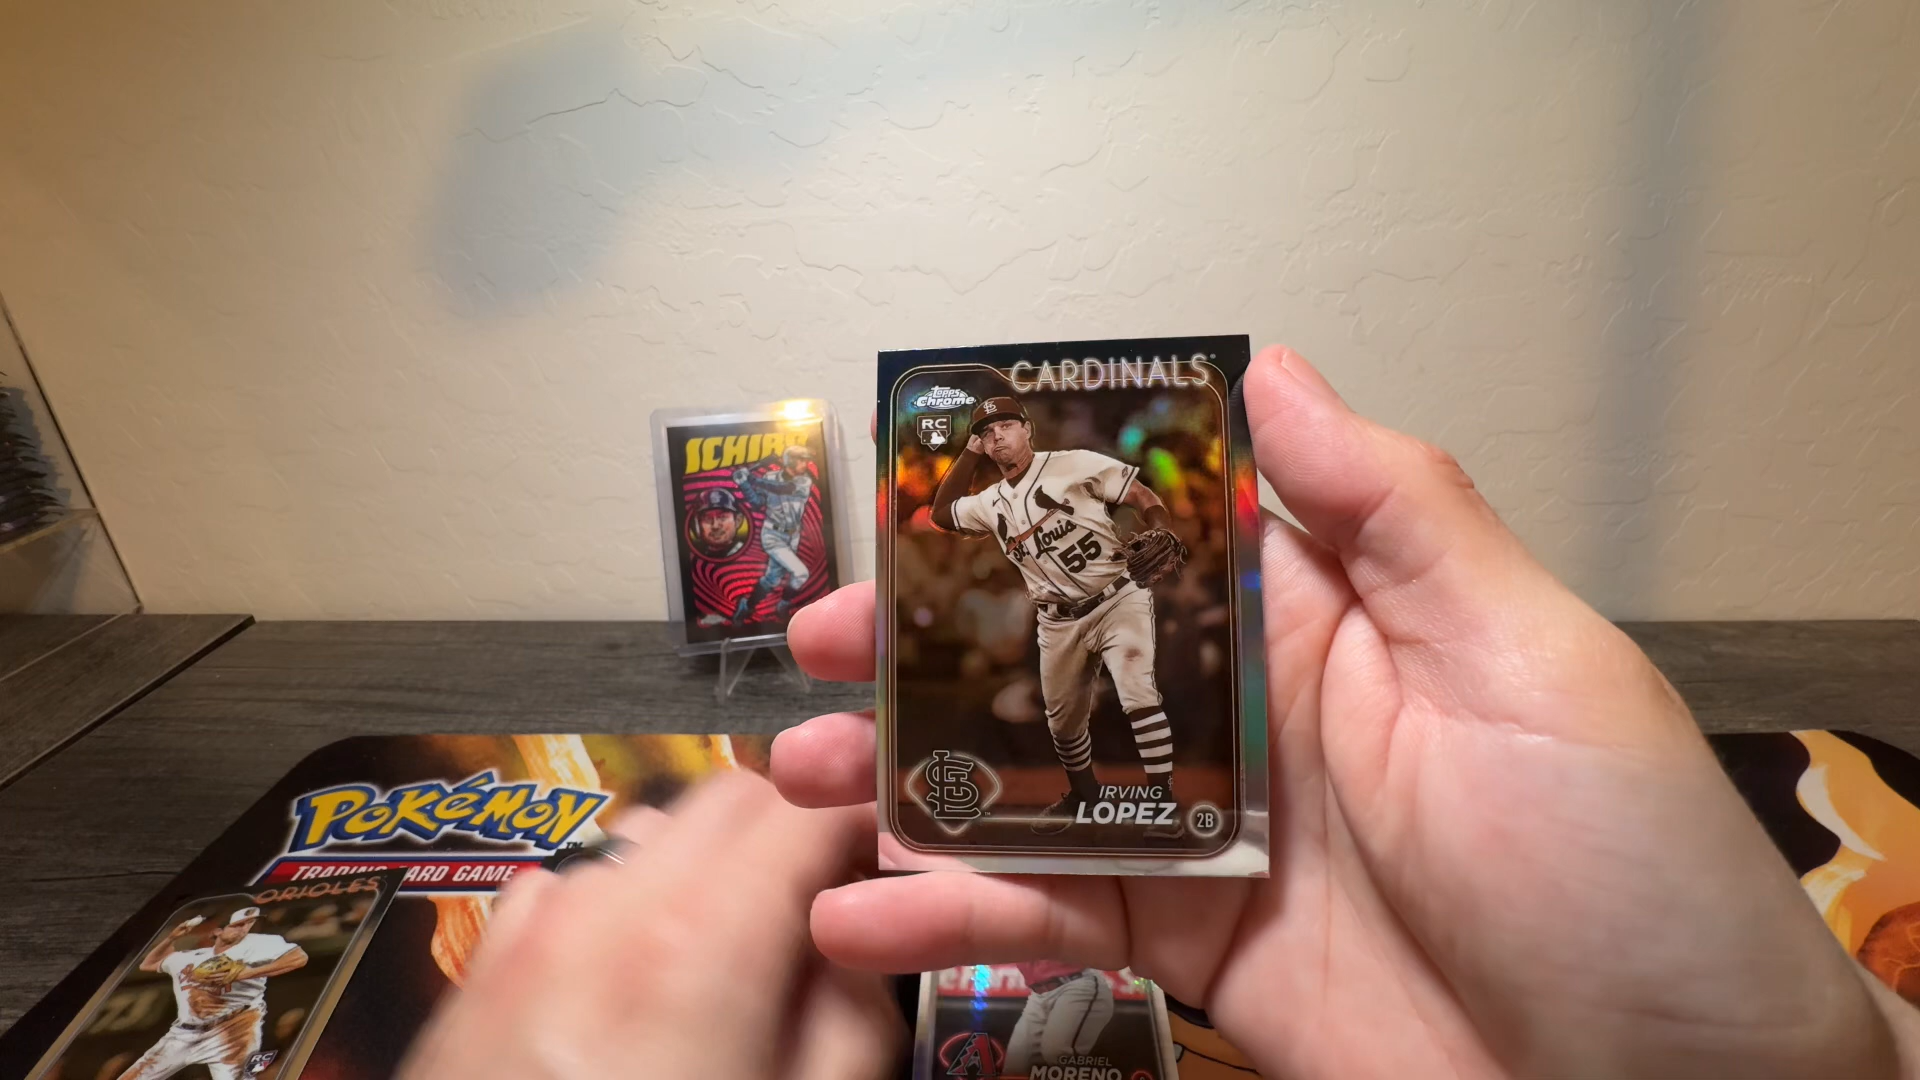 CARDINALS
Topps
Chrome
RC
St. Louis
55
IRVING
LOPEZ
2B
ICHIRO
POKéMON
TRADING CARD GAME
ORIOLES
RC
GABRIEL
MORENO